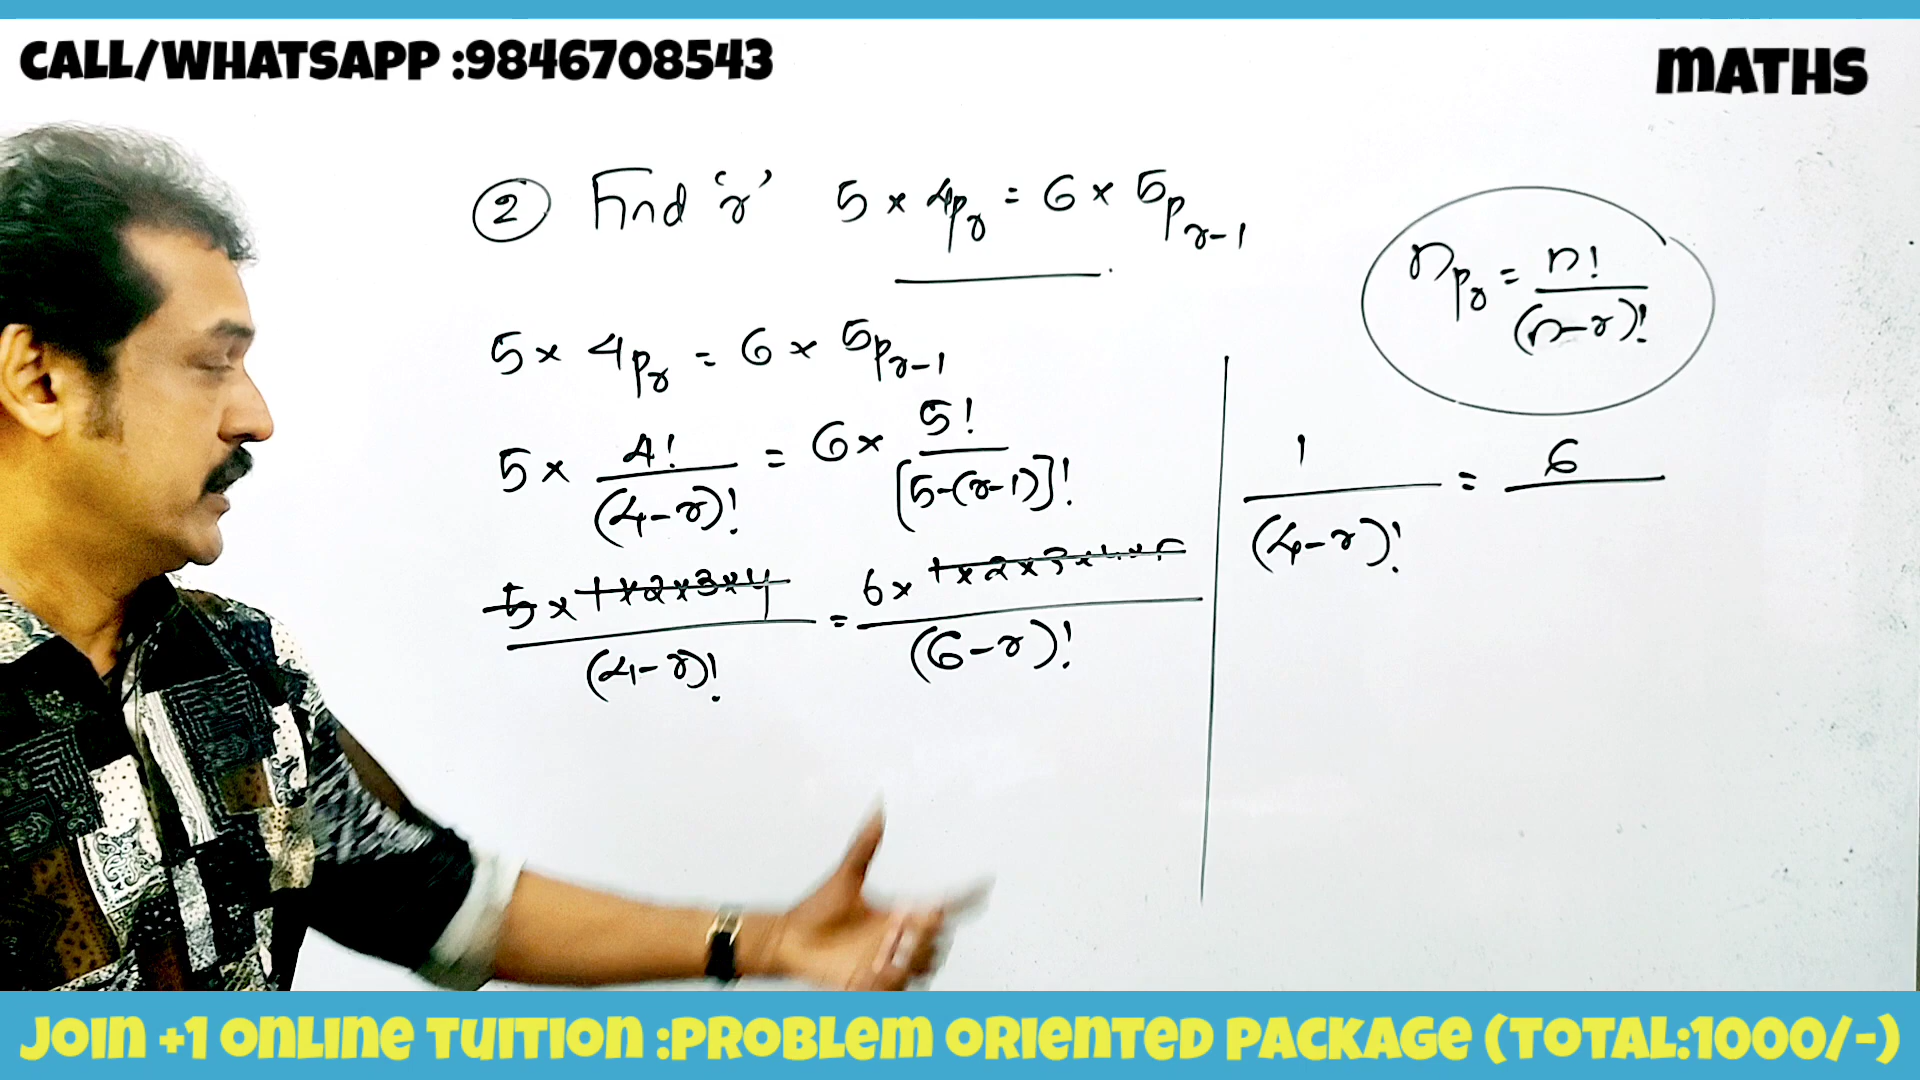 CALL/WHATSAPP :9846708543
MATHS
② Find 'r' 5 × 4Pr = 6 × 5Pr-1
nPr = n!/(n-r)!
5 × 4Pr = 6 × 5Pr-1
5 × 4!/(4-r)! = 6 × 5!/[5-(r-1)]!
5 × 1×2×3×4/(4-r)! = 6 × 1×2×3×4×5/(6-r)!
1/(4-r)! = 6/
JOIN +1 ONLINE TUITION :PROBLEM ORIENTED PACKAGE (TOTAL:1000/-)